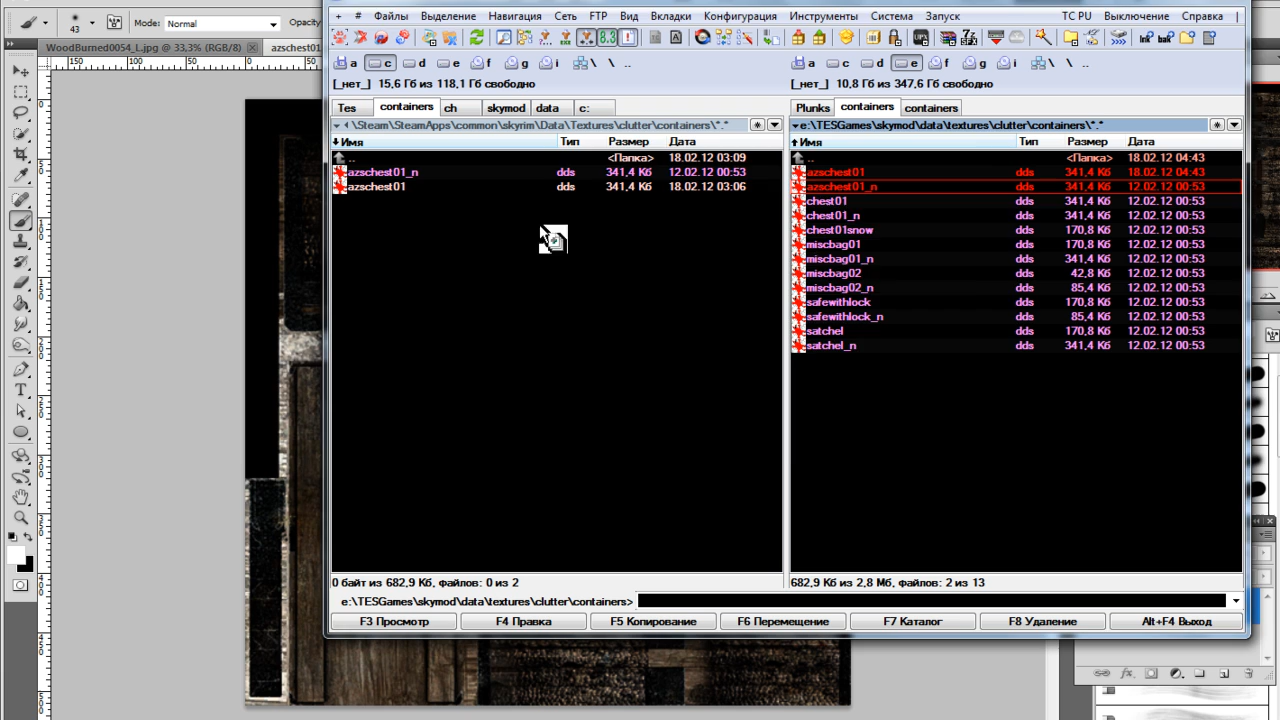 43
Mode:
Normal
Opacity
WoodBurned0054_L.jpg @ 33,3% (RGB/8)
azschest01
150
100
50
0
50
+ # Файлы Выделение Навигация Сеть FTP Вид Вкладки Конфигурация Инструменты Система Запуск TC PU Выключение Справка
a c d e f g i \ ..
a c d e f g i \ ..
[_нет_] 15,6 Гб из 118,1 Гб свободно
[_нет_] 10,8 Гб из 347,6 Гб свободно
Tes containers ch skymod data c:
Plunks containers containers
\Steam\SteamApps\common\skyrim\Data\Textures\clutter\containers\*.*
e:\TESGames\skymod\data\textures\clutter\containers\*.*
Имя Тип Размер Дата
.. <Папка> 18.02.12 03:09
azschest01_n dds 341,4 Кб 12.02.12 00:53
azschest01 dds 341,4 Кб 18.02.12 03:06
Имя Тип Размер Дата
.. <Папка> 18.02.12 04:43
azschest01 dds 341,4 Кб 18.02.12 04:43
azschest01_n dds 341,4 Кб 12.02.12 00:53
chest01 dds 341,4 Кб 12.02.12 00:53
chest01_n dds 341,4 Кб 12.02.12 00:53
chest01snow dds 170,8 Кб 12.02.12 00:53
miscbag01 dds 170,8 Кб 12.02.12 00:53
miscbag01_n dds 341,4 Кб 12.02.12 00:53
miscbag02 dds 42,8 Кб 12.02.12 00:53
miscbag02_n dds 85,4 Кб 12.02.12 00:53
safewithlock dds 170,8 Кб 12.02.12 00:53
safewithlock_n dds 85,4 Кб 12.02.12 00:53
satchel dds 170,8 Кб 12.02.12 00:53
satchel_n dds 341,4 Кб 12.02.12 00:53
0 байт из 682,9 Кб, файлов: 0 из 2
682,9 Кб из 2,8 Мб, файлов: 2 из 13
e:\TESGames\skymod\data\textures\clutter\containers>
F3 Просмотр F4 Правка F5 Копирование F6 Перемещение F7 Каталог F8 Удаление Alt+F4 Выход